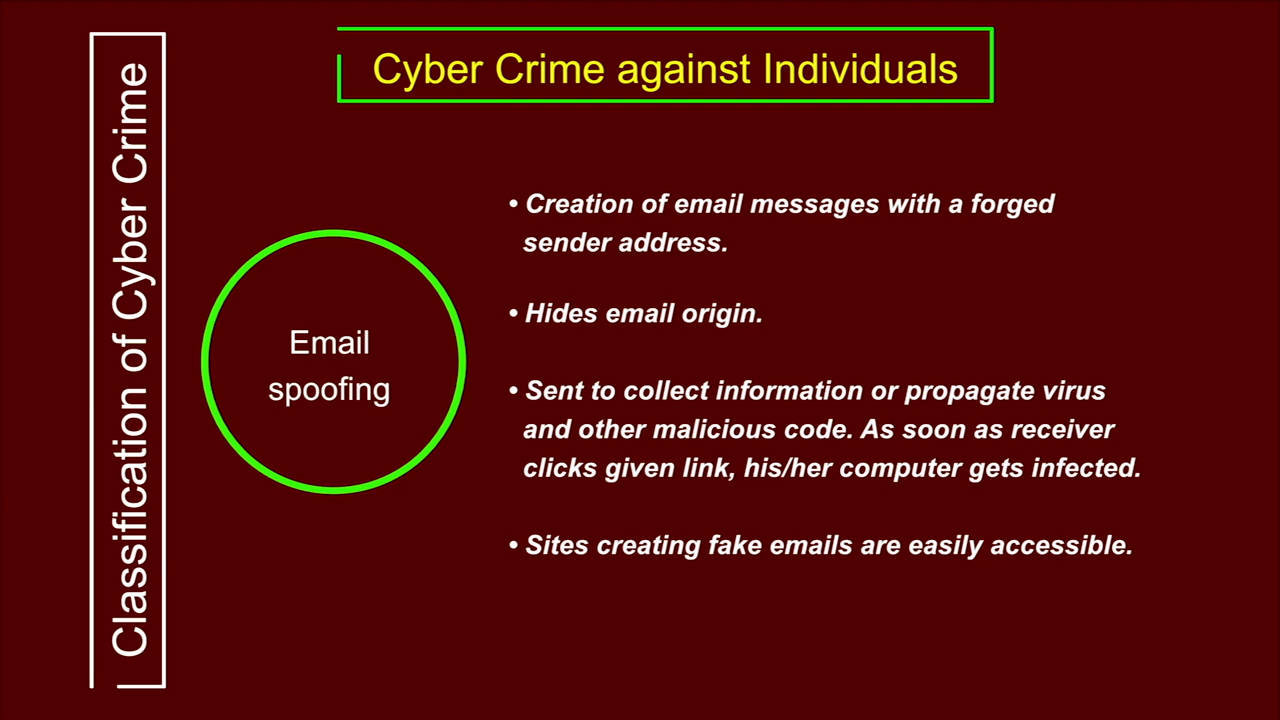 Classification of Cyber Crime
Cyber Crime against Individuals
Email
spoofing
• Creation of email messages with a forged
sender address.
• Hides email origin.
• Sent to collect information or propagate virus
and other malicious code. As soon as receiver
clicks given link, his/her computer gets infected.
• Sites creating fake emails are easily accessible.